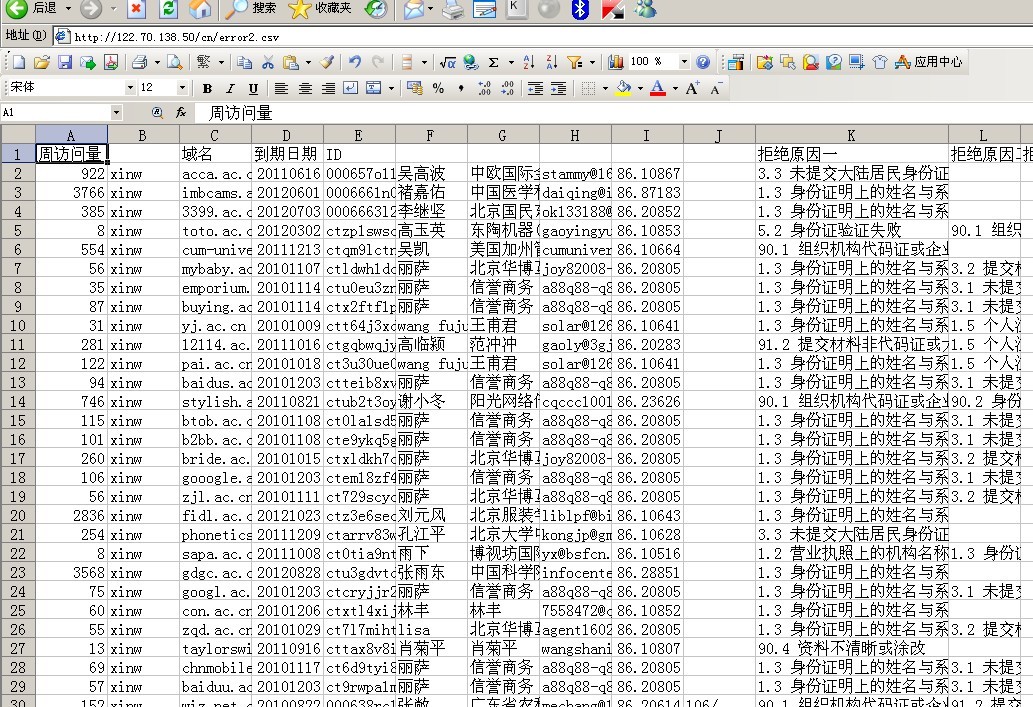 后退 搜索 收藏夹
地址(D) http://122.70.138.50/cn/error2.csv
繁 Σ 100 % 应用中心
宋体 12 B I U A A A
A1 fx 周访问量
A B C D E F G H I J K L
1 周访问量 域名 到期日期 ID 拒绝原因一 拒绝原因二
2 922 xinw acca.ac.c 20110616 000657ol1 吴高波 中欧国际 stammy@16 86.10867 3.3 未提交大陆居民身份证
3 3766 xinw imbcams.a 20120601 0006661n0 褚嘉佑 中国医学 daiqing@i 86.87183 1.3 身份证明上的姓名与系
4 385 xinw 3399.ac.c 20120703 000666312 李继坚 北京国民 ok133188@ 86.20852 1.3 身份证明上的姓名与系
5 8 xinw toto.ac.c 20120302 ctzp1swsc 高玉英 东陶机器( gaoyingyu 86.10853 5.2 身份证验证失败 90.1 组织
6 554 xinw cum-unive 20111213 ctqm9lctr 吴凯 美国加州 cumuniver 86.10664 90.1 组织机构代码证或企业
7 56 xinw mybaby.ac 20101107 ctldwhldc 丽萨 北京华博 joy82008- 86.20805 1.3 身份证明上的姓名与系 3.2 提交
8 35 xinw emporium. 20101114 ctu0eu3zr 丽萨 信誉商务 a88q88-q8 86.20805 1.3 身份证明上的姓名与系 3.1 未提
9 87 xinw buying.ac 20101114 ctx2ftflp 丽萨 信誉商务 a88q88-q8 86.20805 1.3 身份证明上的姓名与系 3.1 未提
10 31 xinw yj.ac.cn 20101009 ctt64j3xc wang fuju 王甫君 solar@126 86.10641 1.3 身份证明上的姓名与系 1.5 个人
11 281 xinw 12114.ac. 20111016 ctgqbwqjy 高临颍 范冲冲 gaoly@3gj 86.20283 91.2 提交材料非代码证或 1.5 个人
12 122 xinw pai.ac.cn 20101018 ct3u30ue0 wang fuju 王甫君 solar@126 86.10641 1.3 身份证明上的姓名与系 1.5 个人
13 94 xinw baidus.ac 20101203 ctteib8xv 丽萨 信誉商务 a88q88-q8 86.20805 1.3 身份证明上的姓名与系 3.1 未提
14 746 xinw stylish.a 20110821 ctub2t3oy 谢小冬 阳光网络 cqccc1001 86.23626 90.1 组织机构代码证或企业 90.2 身份
15 115 xinw btob.ac.c 20101108 ct0lalsd5 丽萨 信誉商务 a88q88-q8 86.20805 1.3 身份证明上的姓名与系 3.1 未提
16 101 xinw b2bb.ac.c 20101108 cte9ykq5g 丽萨 信誉商务 a88q88-q8 86.20805 1.3 身份证明上的姓名与系 3.1 未提
17 260 xinw bride.ac. 20101015 ctxldkh7c 丽萨 北京华博 joy82008- 86.20805 1.3 身份证明上的姓名与系 3.2 提交
18 106 xinw gooogle.a 20101203 cteml8zf4 丽萨 信誉商务 a88q88-q8 86.20805 1.3 身份证明上的姓名与系 3.1 未提
19 56 xinw zjl.ac.cr 20101111 ct729scyc 丽萨 北京华博 a88q88-q8 86.20805 1.3 身份证明上的姓名与系 3.2 提交
20 2836 xinw fidl.ac.c 20121023 ctz3e6sec 刘元风 北京服装 liblpf@bi 86.10643 1.3 身份证明上的姓名与系
21 254 xinw phonetics 20111209 ctarrv83w 孔江平 北京大学 kongjp@gm 86.10628 3.3 未提交大陆居民身份证
22 8 xinw sapa.ac.c 20111008 ct0tia9nt 雨下 博视坊国际 yx@bsfcn. 86.10516 1.2 营业执照上的机构名称 1.3 身份证
23 3568 xinw gdgc.ac.c 20120828 ctu3gdvtc 张雨东 中国科学 infocente 86.28851 1.3 身份证明上的姓名与系
24 75 xinw googl.ac. 20101203 ctcryjjr2 丽萨 信誉商务 a88q88-q8 86.20805 1.3 身份证明上的姓名与系 3.1 未提
25 60 xinw con.ac.cn 20101206 ctxtl4xij 林丰 林丰 7558472@c 86.10852 1.3 身份证明上的姓名与系
26 55 xinw zqd.ac.cn 20101029 ct7l7miht lisa 北京华博 agent1602 86.20805 1.3 身份证明上的姓名与系 3.2 提交
27 13 xinw taylorswi 20110916 cttax8v8i 肖菊平 肖菊平 wangshani 86.10807 90.4 资料不清晰或涂改
28 69 xinw chnmobile 20101117 ct6d9tyi8 丽萨 信誉商务 a88q88-q8 86.20805 1.3 身份证明上的姓名与系 3.1 未提
29 57 xinw baiduu.ac 20101203 ct9rwpalm 丽萨 信誉商务 a88q88-q8 86.20805 1.3 身份证明上的姓名与系 3.1 未提